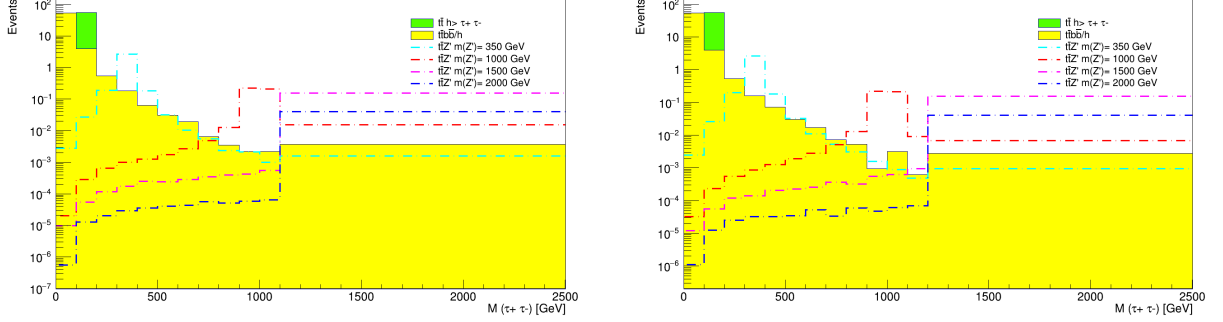 Events
10²
10
1
10⁻¹
10⁻²
10⁻³
10⁻⁴
10⁻⁵
10⁻⁶
10⁻⁷
0 500 1000 1500 2000 2500
M (τ+ τ-) [GeV]
tt̄ h> τ+ τ-
tt̄bb̄/h
tt̄Z' m(Z')= 350 GeV
tt̄Z' m(Z')= 1000 GeV
tt̄Z' m(Z')= 1500 GeV
tt̄Z' m(Z')= 2000 GeV
Events
10²
10
1
10⁻¹
10⁻²
10⁻³
10⁻⁴
10⁻⁵
10⁻⁶
0 500 1000 1500 2000 2500
M (τ+ τ-) [GeV]
tt̄ h> τ+ τ-
tt̄bb̄/h
tt̄Z' m(Z')= 350 GeV
tt̄Z' m(Z')= 1000 GeV
tt̄Z' m(Z')= 1500 GeV
tt̄Z' m(Z')= 2000 GeV